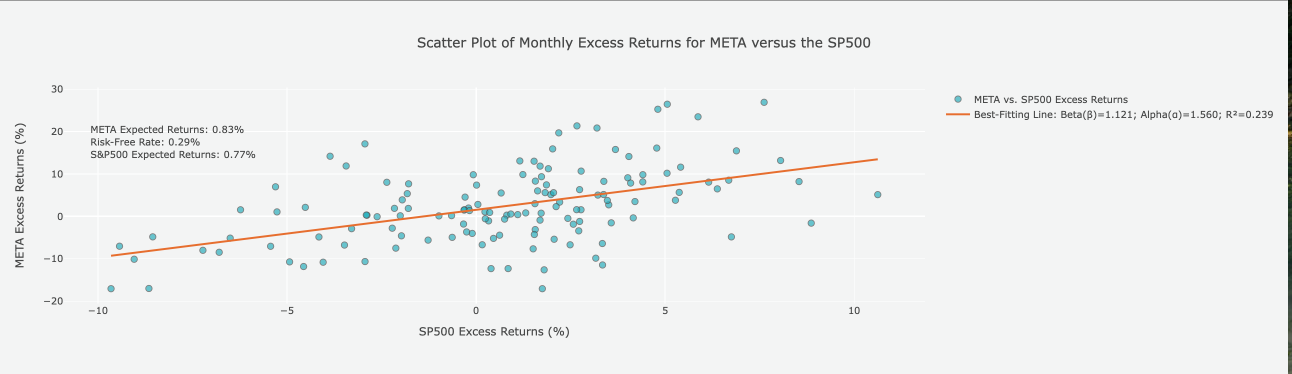 Scatter Plot of Monthly Excess Returns for META versus the SP500
META Excess Returns (%)
30
20
10
0
−10
−20
META Expected Returns: 0.83%
Risk-Free Rate: 0.29%
S&P500 Expected Returns: 0.77%
META vs. SP500 Excess Returns
Best-Fitting Line: Beta(β)=1.121; Alpha(α)=1.560; R²=0.239
−10 −5 0 5 10
SP500 Excess Returns (%)